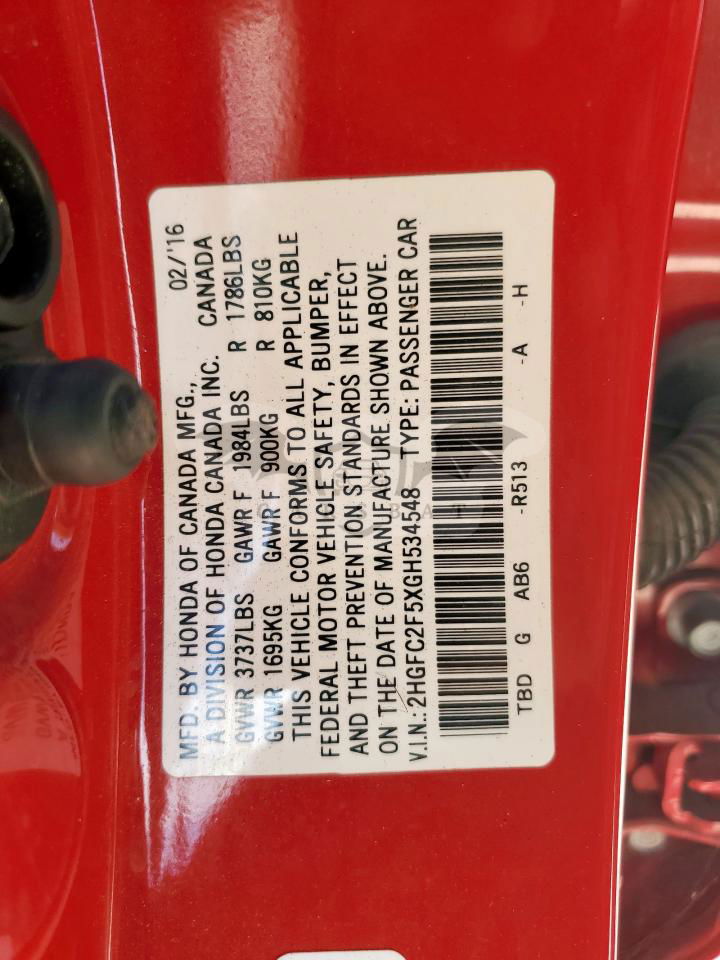 MFD. BY HONDA OF CANADA MFG., 02/'16
A DIVISION OF HONDA CANADA INC. CANADA
GVWR 3737LBS GAWR F 1984LBS R 1786LBS
GVWR 1695KG GAWR F 900KG R 810KG
THIS VEHICLE CONFORMS TO ALL APPLICABLE
FEDERAL MOTOR VEHICLE SAFETY, BUMPER,
AND THEFT PREVENTION STANDARDS IN EFFECT
ON THE DATE OF MANUFACTURE SHOWN ABOVE.
V.I.N.: 2HGFC2F5XGH534548 TYPE: PASSENGER CAR
TBD G AB6 -R513 -A -H